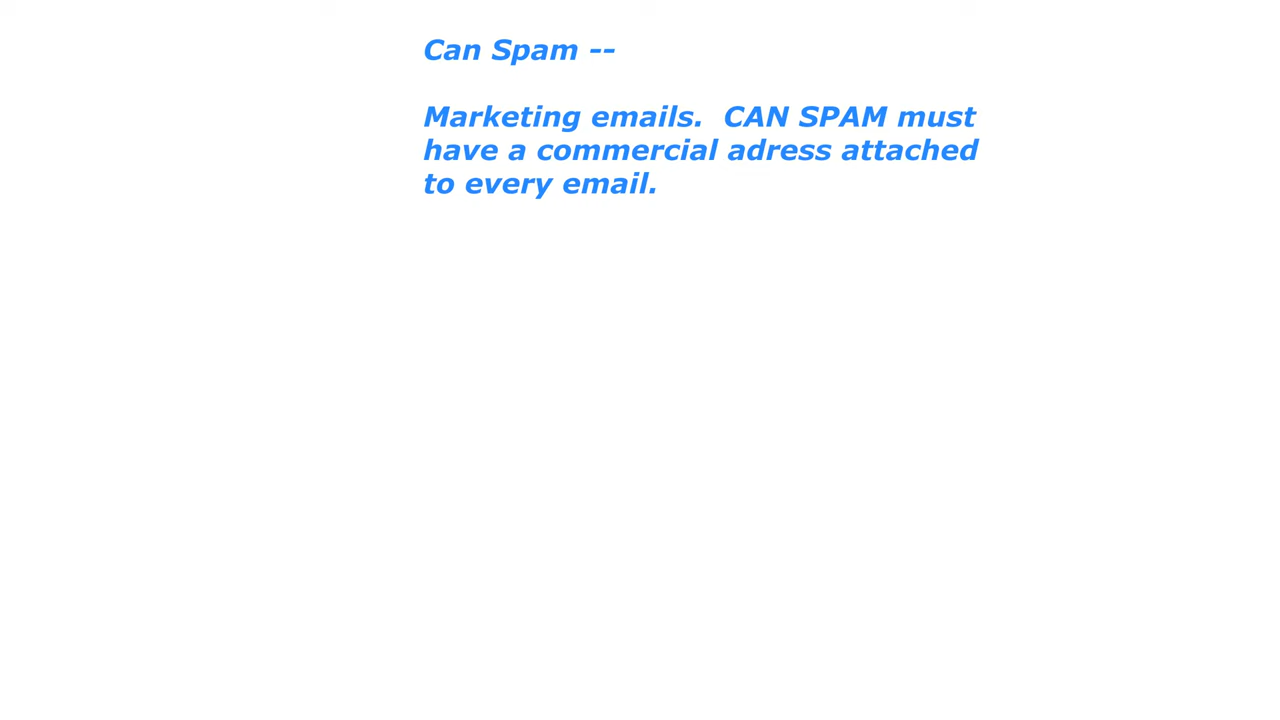 Can Spam --
Marketing emails.  CAN SPAM must
have a commercial adress attached
to every email.